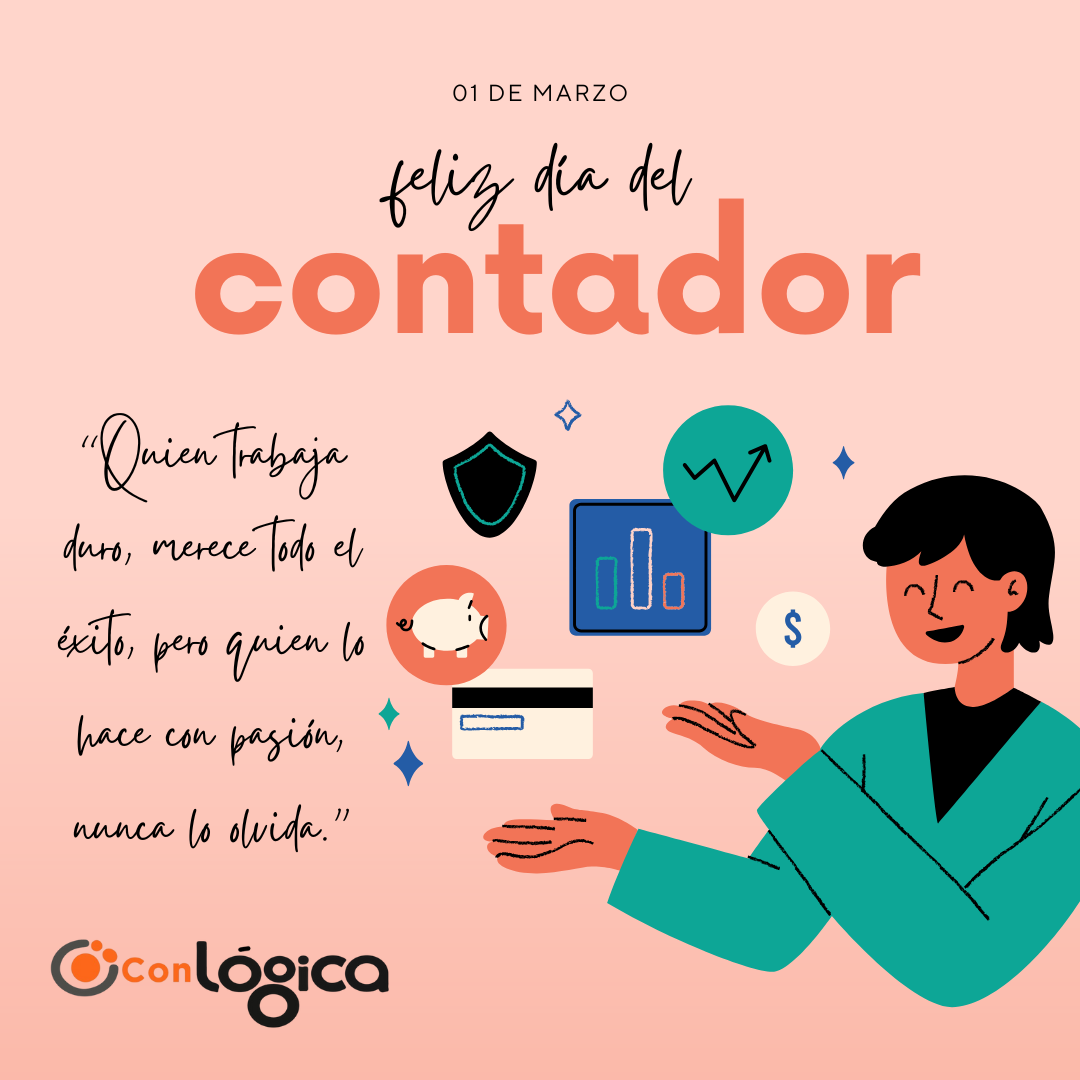 01 DE MARZO
feliz día del
contador
“Quien trabaja
duro, merece todo el
éxito, pero quien lo
hace con pasión,
nunca lo olvida.”
$
ConLógica